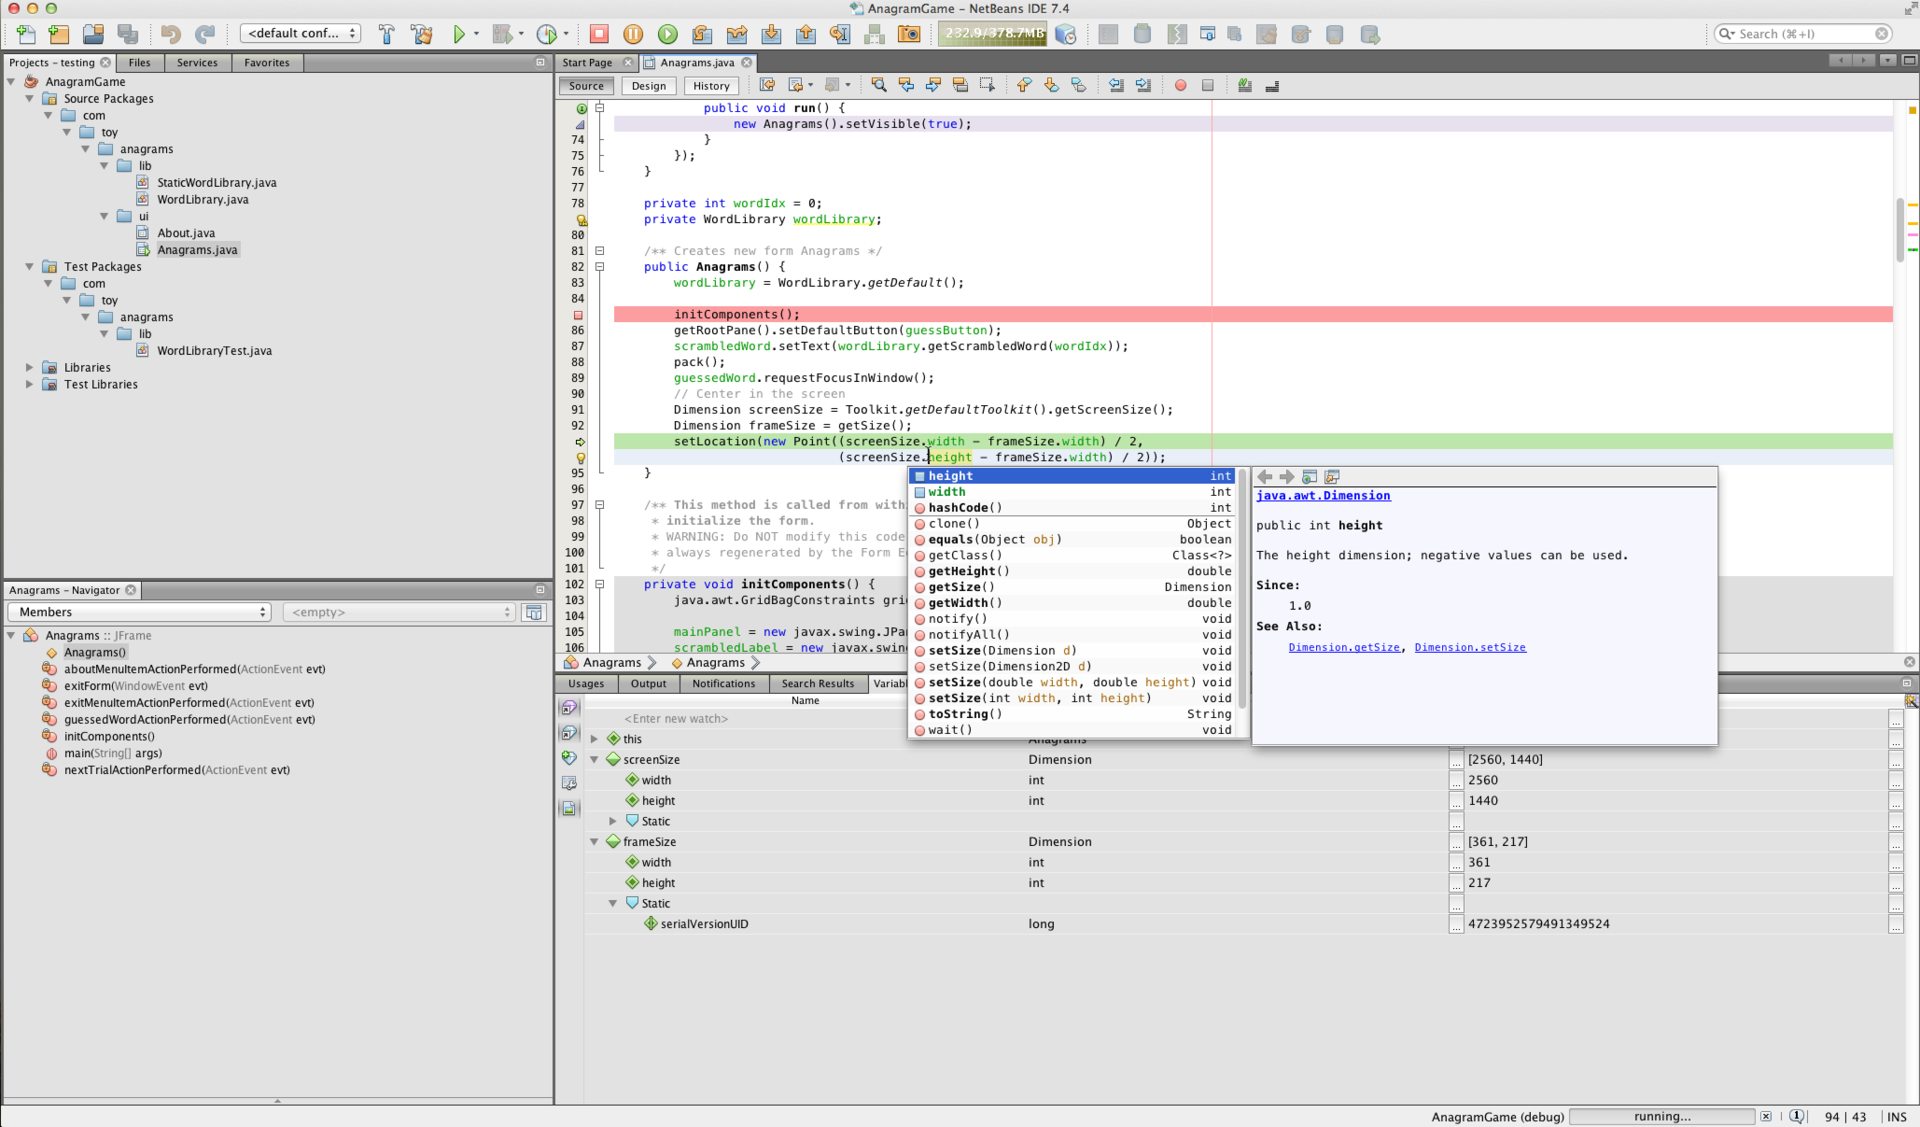 AnagramGame – NetBeans IDE 7.4
<default conf...
232.9/378.7MB
Search (⌘+I)
Projects – testing
Files
Services
Favorites
AnagramGame
Source Packages
com
toy
anagrams
lib
StaticWordLibrary.java
WordLibrary.java
ui
About.java
Anagrams.java
Test Packages
com
toy
anagrams
lib
WordLibraryTest.java
Libraries
Test Libraries
Anagrams – Navigator
Members
<empty>
Anagrams :: JFrame
Anagrams()
aboutMenuItemActionPerformed(ActionEvent evt)
exitForm(WindowEvent evt)
exitMenuItemActionPerformed(ActionEvent evt)
guessedWordActionPerformed(ActionEvent evt)
initComponents()
main(String[] args)
nextTrialActionPerformed(ActionEvent evt)
Start Page
Anagrams.java
Source
Design
History
public void run() {
new Anagrams().setVisible(true);
74 }
75 });
76 }
77
78 private int wordIdx = 0;
private WordLibrary wordLibrary;
80
81 /** Creates new form Anagrams */
82 public Anagrams() {
83 wordLibrary = WordLibrary.getDefault();
84
initComponents();
86 getRootPane().setDefaultButton(guessButton);
87 scrambledWord.setText(wordLibrary.getScrambledWord(wordIdx));
88 pack();
89 guessedWord.requestFocusInWindow();
90 // Center in the screen
91 Dimension screenSize = Toolkit.getDefaultToolkit().getScreenSize();
92 Dimension frameSize = getSize();
setLocation(new Point((screenSize.width – frameSize.width) / 2,
(screenSize.height – frameSize.width) / 2));
95 }
96
97 /** This method is called from with
98 * initialize the form.
99 * WARNING: Do NOT modify this code
100 * always regenerated by the Form E
101 */
102 private void initComponents() {
103 java.awt.GridBagConstraints gri
104
105 mainPanel = new javax.swing.JPa
106 scrambledLabel = new javax.swin
height int
width int
hashCode() int
clone() Object
equals(Object obj) boolean
getClass() Class<?>
getHeight() double
getSize() Dimension
getWidth() double
notify() void
notifyAll() void
setSize(Dimension d) void
setSize(Dimension2D d) void
setSize(double width, double height) void
setSize(int width, int height) void
toString() String
wait() void
java.awt.Dimension
public int height
The height dimension; negative values can be used.
Since:
1.0
See Also:
Dimension.getSize, Dimension.setSize
Anagrams
Anagrams
Usages
Output
Notifications
Search Results
Variab
Name
<Enter new watch>
this Anagrams
screenSize Dimension ... [2560, 1440] ...
width int ... 2560 ...
height int ... 1440 ...
Static ... ...
frameSize Dimension ... [361, 217] ...
width int ... 361 ...
height int ... 217 ...
Static ... ...
serialVersionUID long ... 4723952579491349524 ...
AnagramGame (debug)
running...
94 | 43
INS